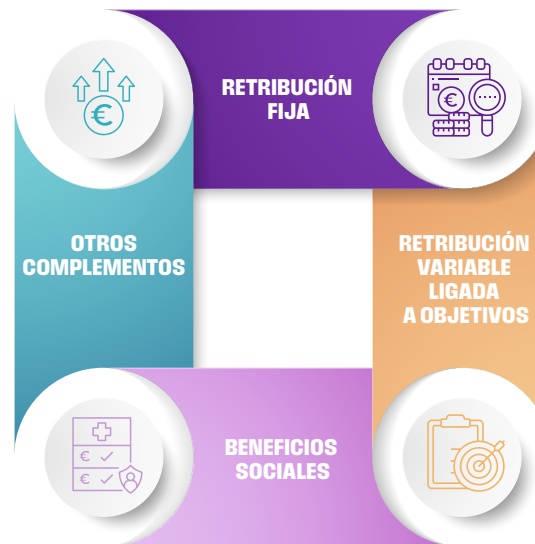 RETRIBUCIÓN
FIJA
OTROS
COMPLEMENTOS
RETRIBUCIÓN
VARIABLE
LIGADA
A OBJETIVOS
BENEFICIOS
SOCIALES